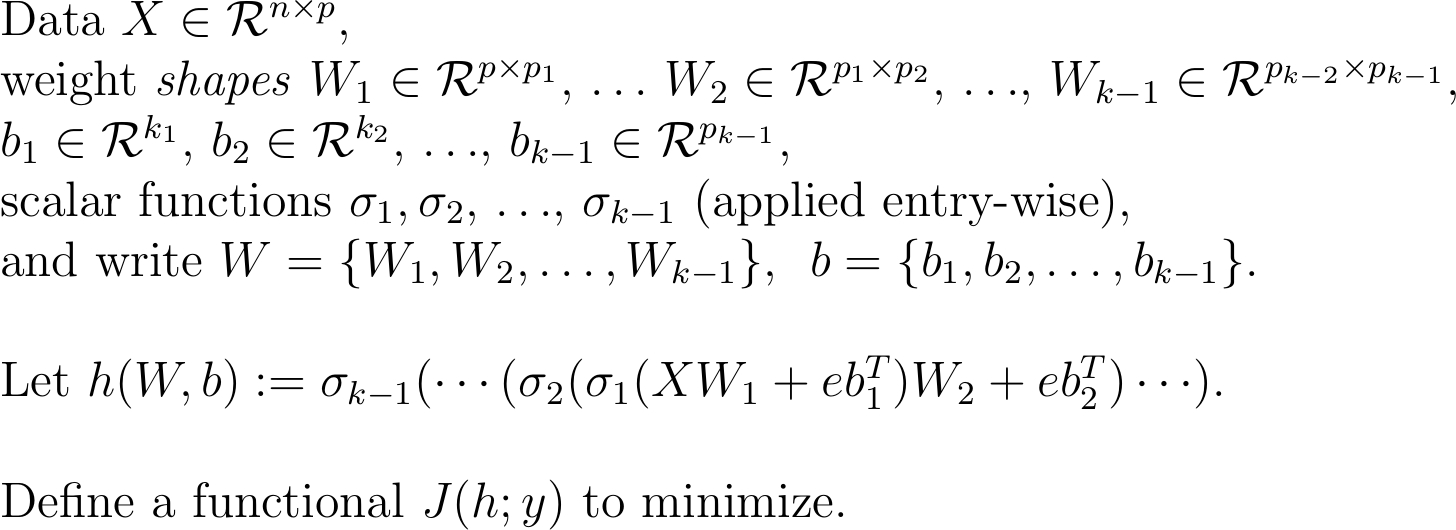 Data $X \in \mathcal{R}^{n \times p}$,
weight *shapes* $W_1 \in \mathcal{R}^{p \times p_1}$, … $W_2 \in \mathcal{R}^{p_1 \times p_2}$, …, $W_{k-1} \in \mathcal{R}^{p_{k-2} \times p_{k-1}}$,
$b_1 \in \mathcal{R}^{k_1}$, $b_2 \in \mathcal{R}^{k_2}$, …, $b_{k-1} \in \mathcal{R}^{p_{k-1}}$,
scalar functions $\sigma_1, \sigma_2$, …, $\sigma_{k-1}$ (applied entry-wise),
and write $W = \{W_1, W_2, \ldots, W_{k-1}\}$, $b = \{b_1, b_2, \ldots, b_{k-1}\}$.
Let $h(W, b) := \sigma_{k-1}(\cdots(\sigma_2(\sigma_1(XW_1 + eb_1^T)W_2 + eb_2^T)\cdots)$.
Define a functional $J(h; y)$ to minimize.